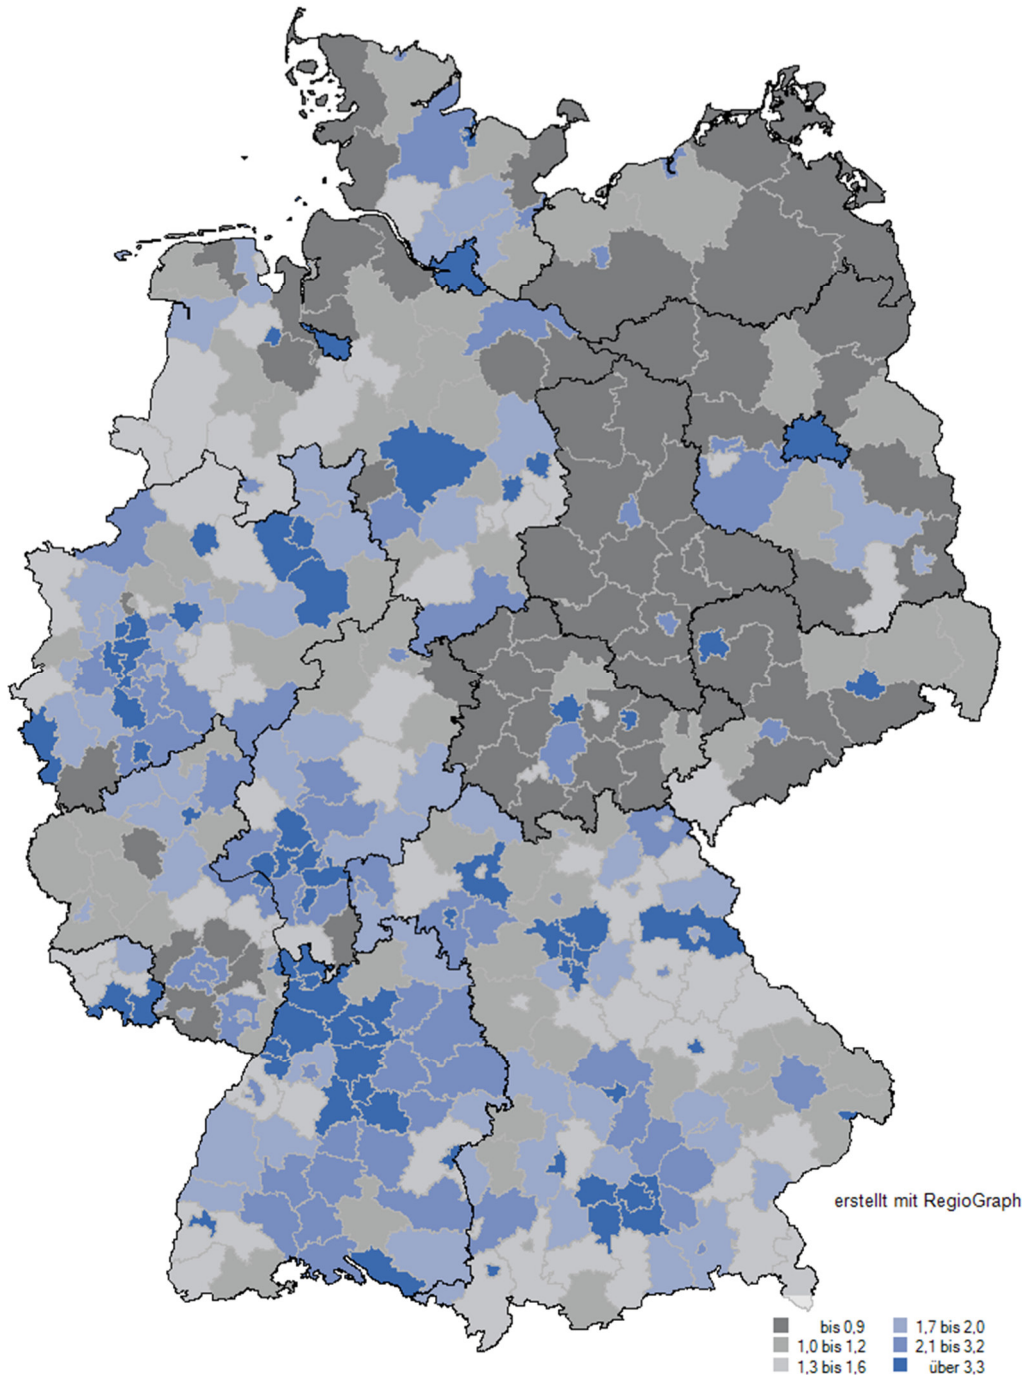 erstellt mit RegioGraph
bis 0,9
1,0 bis 1,2
1,3 bis 1,6
1,7 bis 2,0
2,1 bis 3,2
über 3,3